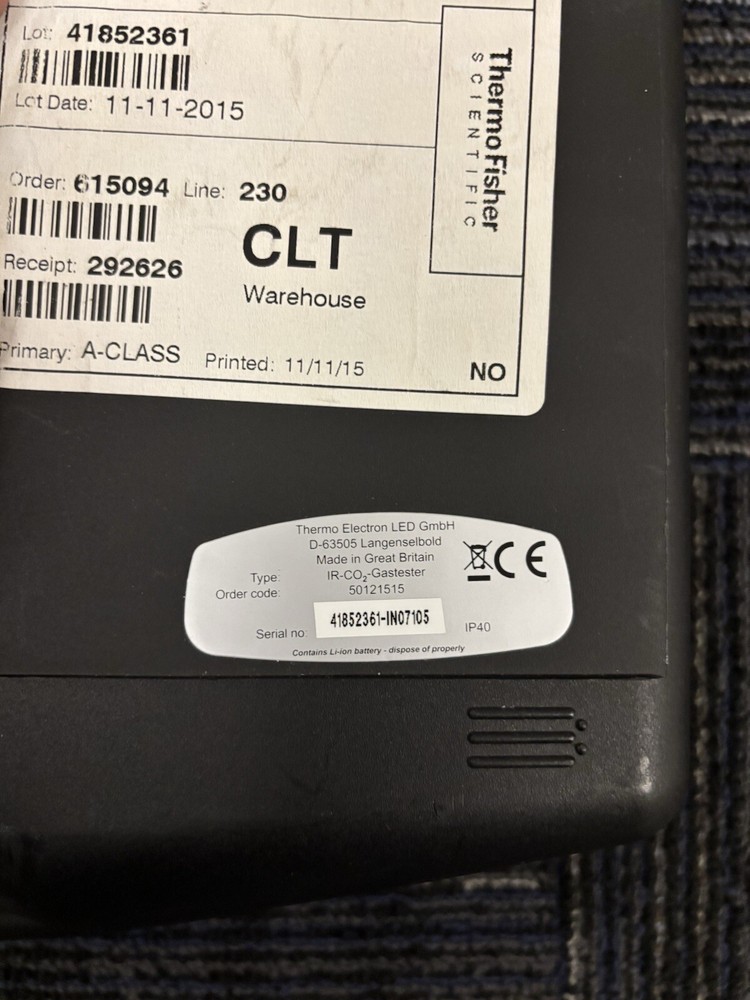 Lot: 41852361
Lot Date: 11-11-2015
Order: 615094 Line: 230
CLT
Receipt: 292626
Warehouse
Primary: A-CLASS Printed: 11/11/15
NO
ThermoFisher
SCIENTIFIC
Thermo Electron LED GmbH
D-63505 Langenselbold
Made in Great Britain
Type: IR-CO₂-Gastester
Order code: 50121515
Serial no: 41852361-IN07105
IP40
CE
Contains Li-ion battery - dispose of properly